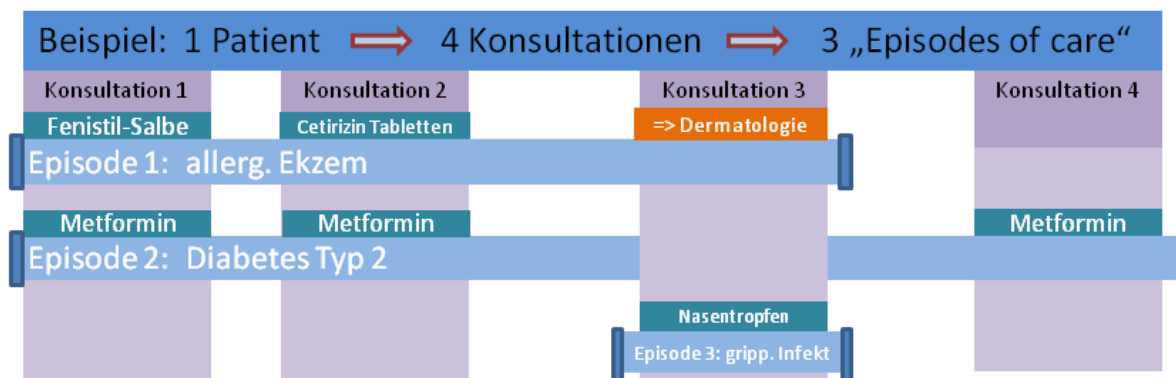 Beispiel: 1 Patient 4 Konsultationen 3 „Episodes of care“
Konsultation 1 Konsultation 2 Konsultation 3 Konsultation 4
Fenistil-Salbe Cetirizin Tabletten => Dermatologie
Episode 1: allerg. Ekzem
Metformin Metformin Metformin
Episode 2: Diabetes Typ 2
Nasentropfen
Episode 3: gripp. Infekt